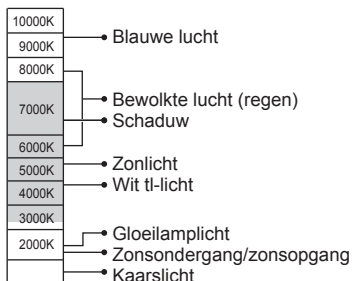 10000K
9000K
Blauwe lucht
8000K
7000K
Bewolkte lucht (regen)
Schaduw
6000K
5000K
Zonlicht
4000K
Wit tl-licht
3000K
2000K
Gloeilamplicht
Zonsondergang/zonsopgang
Kaarslicht